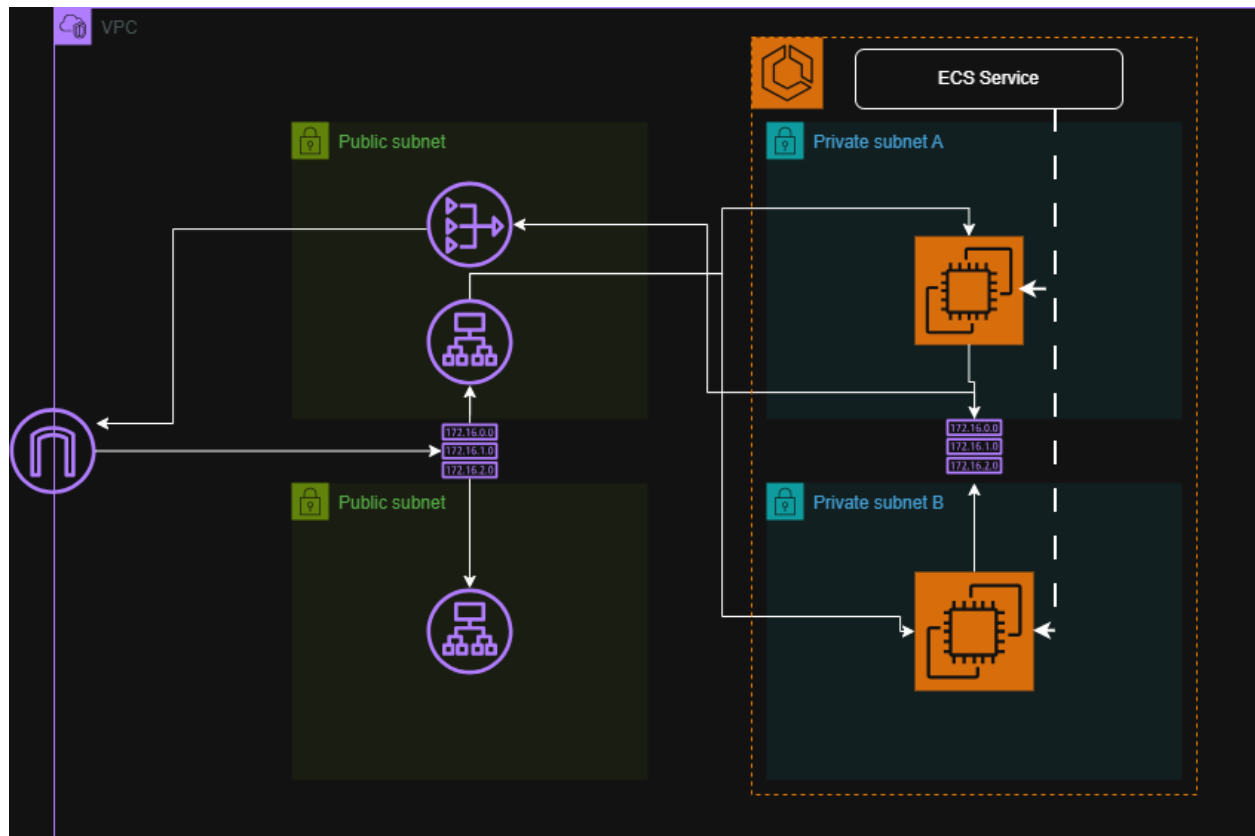 VPC
ECS Service
Public subnet
Private subnet A
172.16.0.0
172.16.1.0
172.16.2.0
172.16.0.0
172.16.1.0
172.16.2.0
Public subnet
Private subnet B